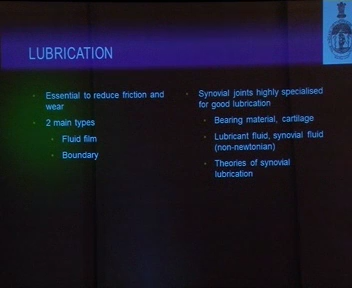 LUBRICATION
Essential to reduce friction and
wear
2 main types
Fluid film
Boundary
Synovial joints highly specialised
for good lubrication
Bearing material, cartilage
Lubricant fluid, synovial fluid
(non-newtonian)
Theories of synovial
lubrication